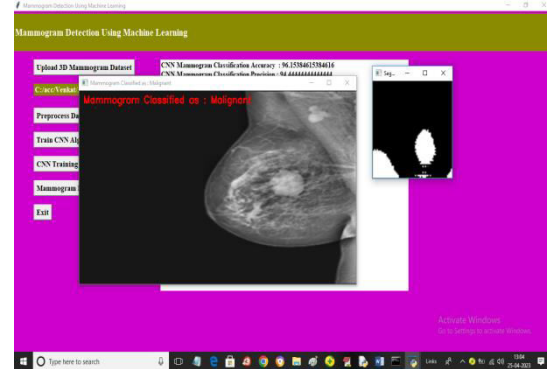 Mammogram Detection Using Machine Learning
Mammogram Detection Using Machine Learning
Upload 3D Mammogram Dataset
CNN Mammogram Classification Accuracy : 96.15384615384616
CNN Mammogram Classification Precision : 94.44444444444444
Mammogram Classified as : Malignant
Seg...
Mammogram Classified as : Malignant
Preprocess Da
Train CNN Alg
CNN Training
Mammogram
Exit
Activate Windows
Go to Settings to activate Windows.
Type here to search
Links
13:04
25-04-2023